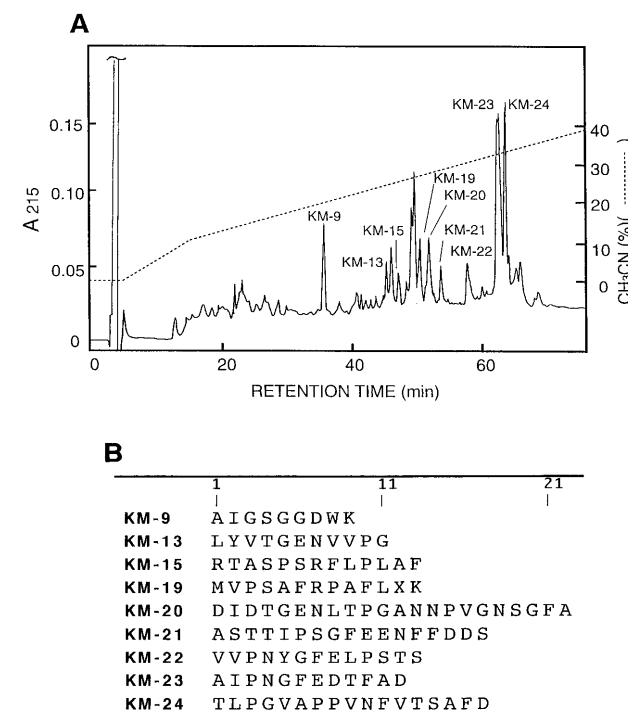 A
0.15
0.10
0.05
0
A 215
40
30
20
10
0
CH3CN (%)( )
KM-23
KM-24
KM-19
KM-20
KM-9
KM-15
KM-21
KM-13
KM-22
0 20 40 60
RETENTION TIME (min)
B
1 11 21
KM-9 AIGSGGDWK
KM-13 LYVTGENVVPG
KM-15 RTASPSRFLPLAF
KM-19 MVPSAFRPAFLXK
KM-20 DIDTGENLTPGANNPVGNSGFA
KM-21 ASTTIPSGFEENFFDDS
KM-22 VVPNYGFELPSTS
KM-23 AIPNGFEDTFAD
KM-24 TLPGVAPPVNFVTSAFD